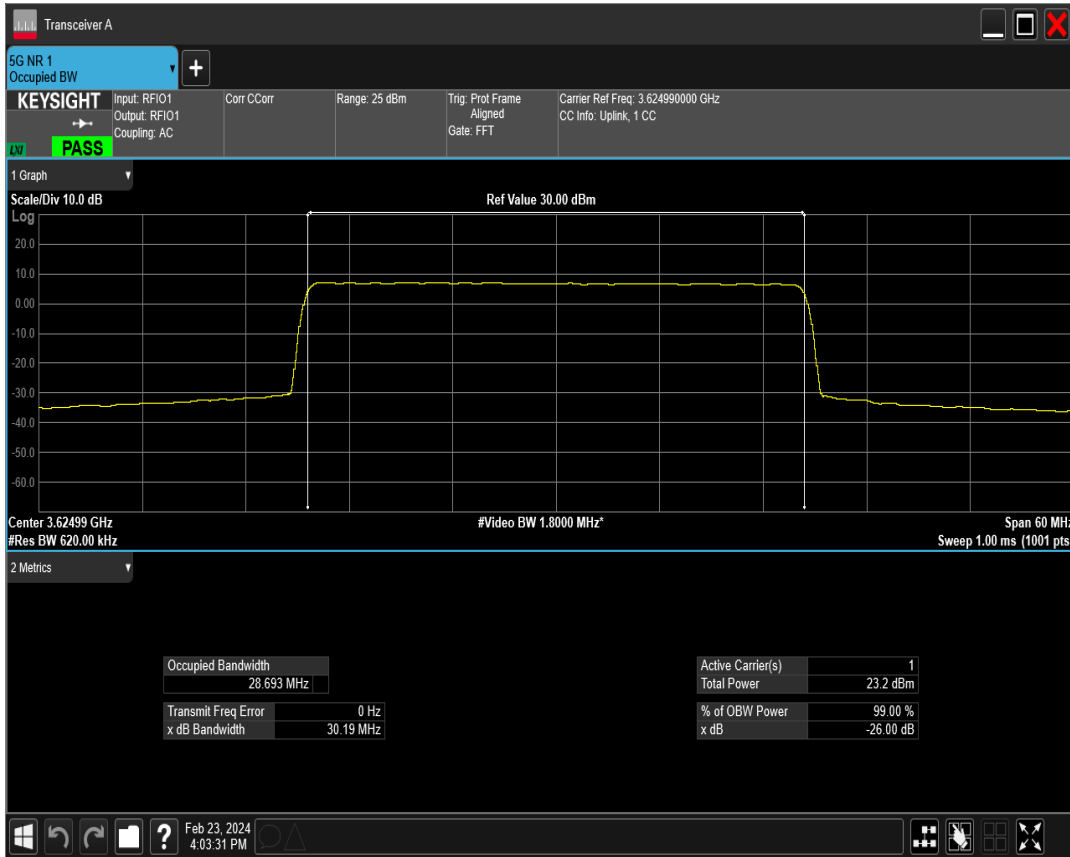 Transceiver A
5G NR 1
Occupied BW
KEYSIGHT
LXI
PASS
Input: RFIO1
Output: RFIO1
Coupling: AC
Corr CCorr
Range: 25 dBm
Trig: Prot Frame
Aligned
Gate: FFT
Carrier Ref Freq: 3.624990000 GHz
CC Info: Uplink, 1 CC
1 Graph
Scale/Div 10.0 dB
Ref Value 30.00 dBm
Log
20.0
10.0
0.00
-10.0
-20.0
-30.0
-40.0
-50.0
-60.0
Center 3.62499 GHz
#Video BW 1.8000 MHz*
Span 60 MHz
#Res BW 620.00 kHz
Sweep 1.00 ms (1001 pts
2 Metrics
Occupied Bandwidth
28.693 MHz
Transmit Freq Error 0 Hz
x dB Bandwidth 30.19 MHz
Active Carrier(s) 1
Total Power 23.2 dBm
% of OBW Power 99.00 %
x dB -26.00 dB
Feb 23, 2024
4:03:31 PM